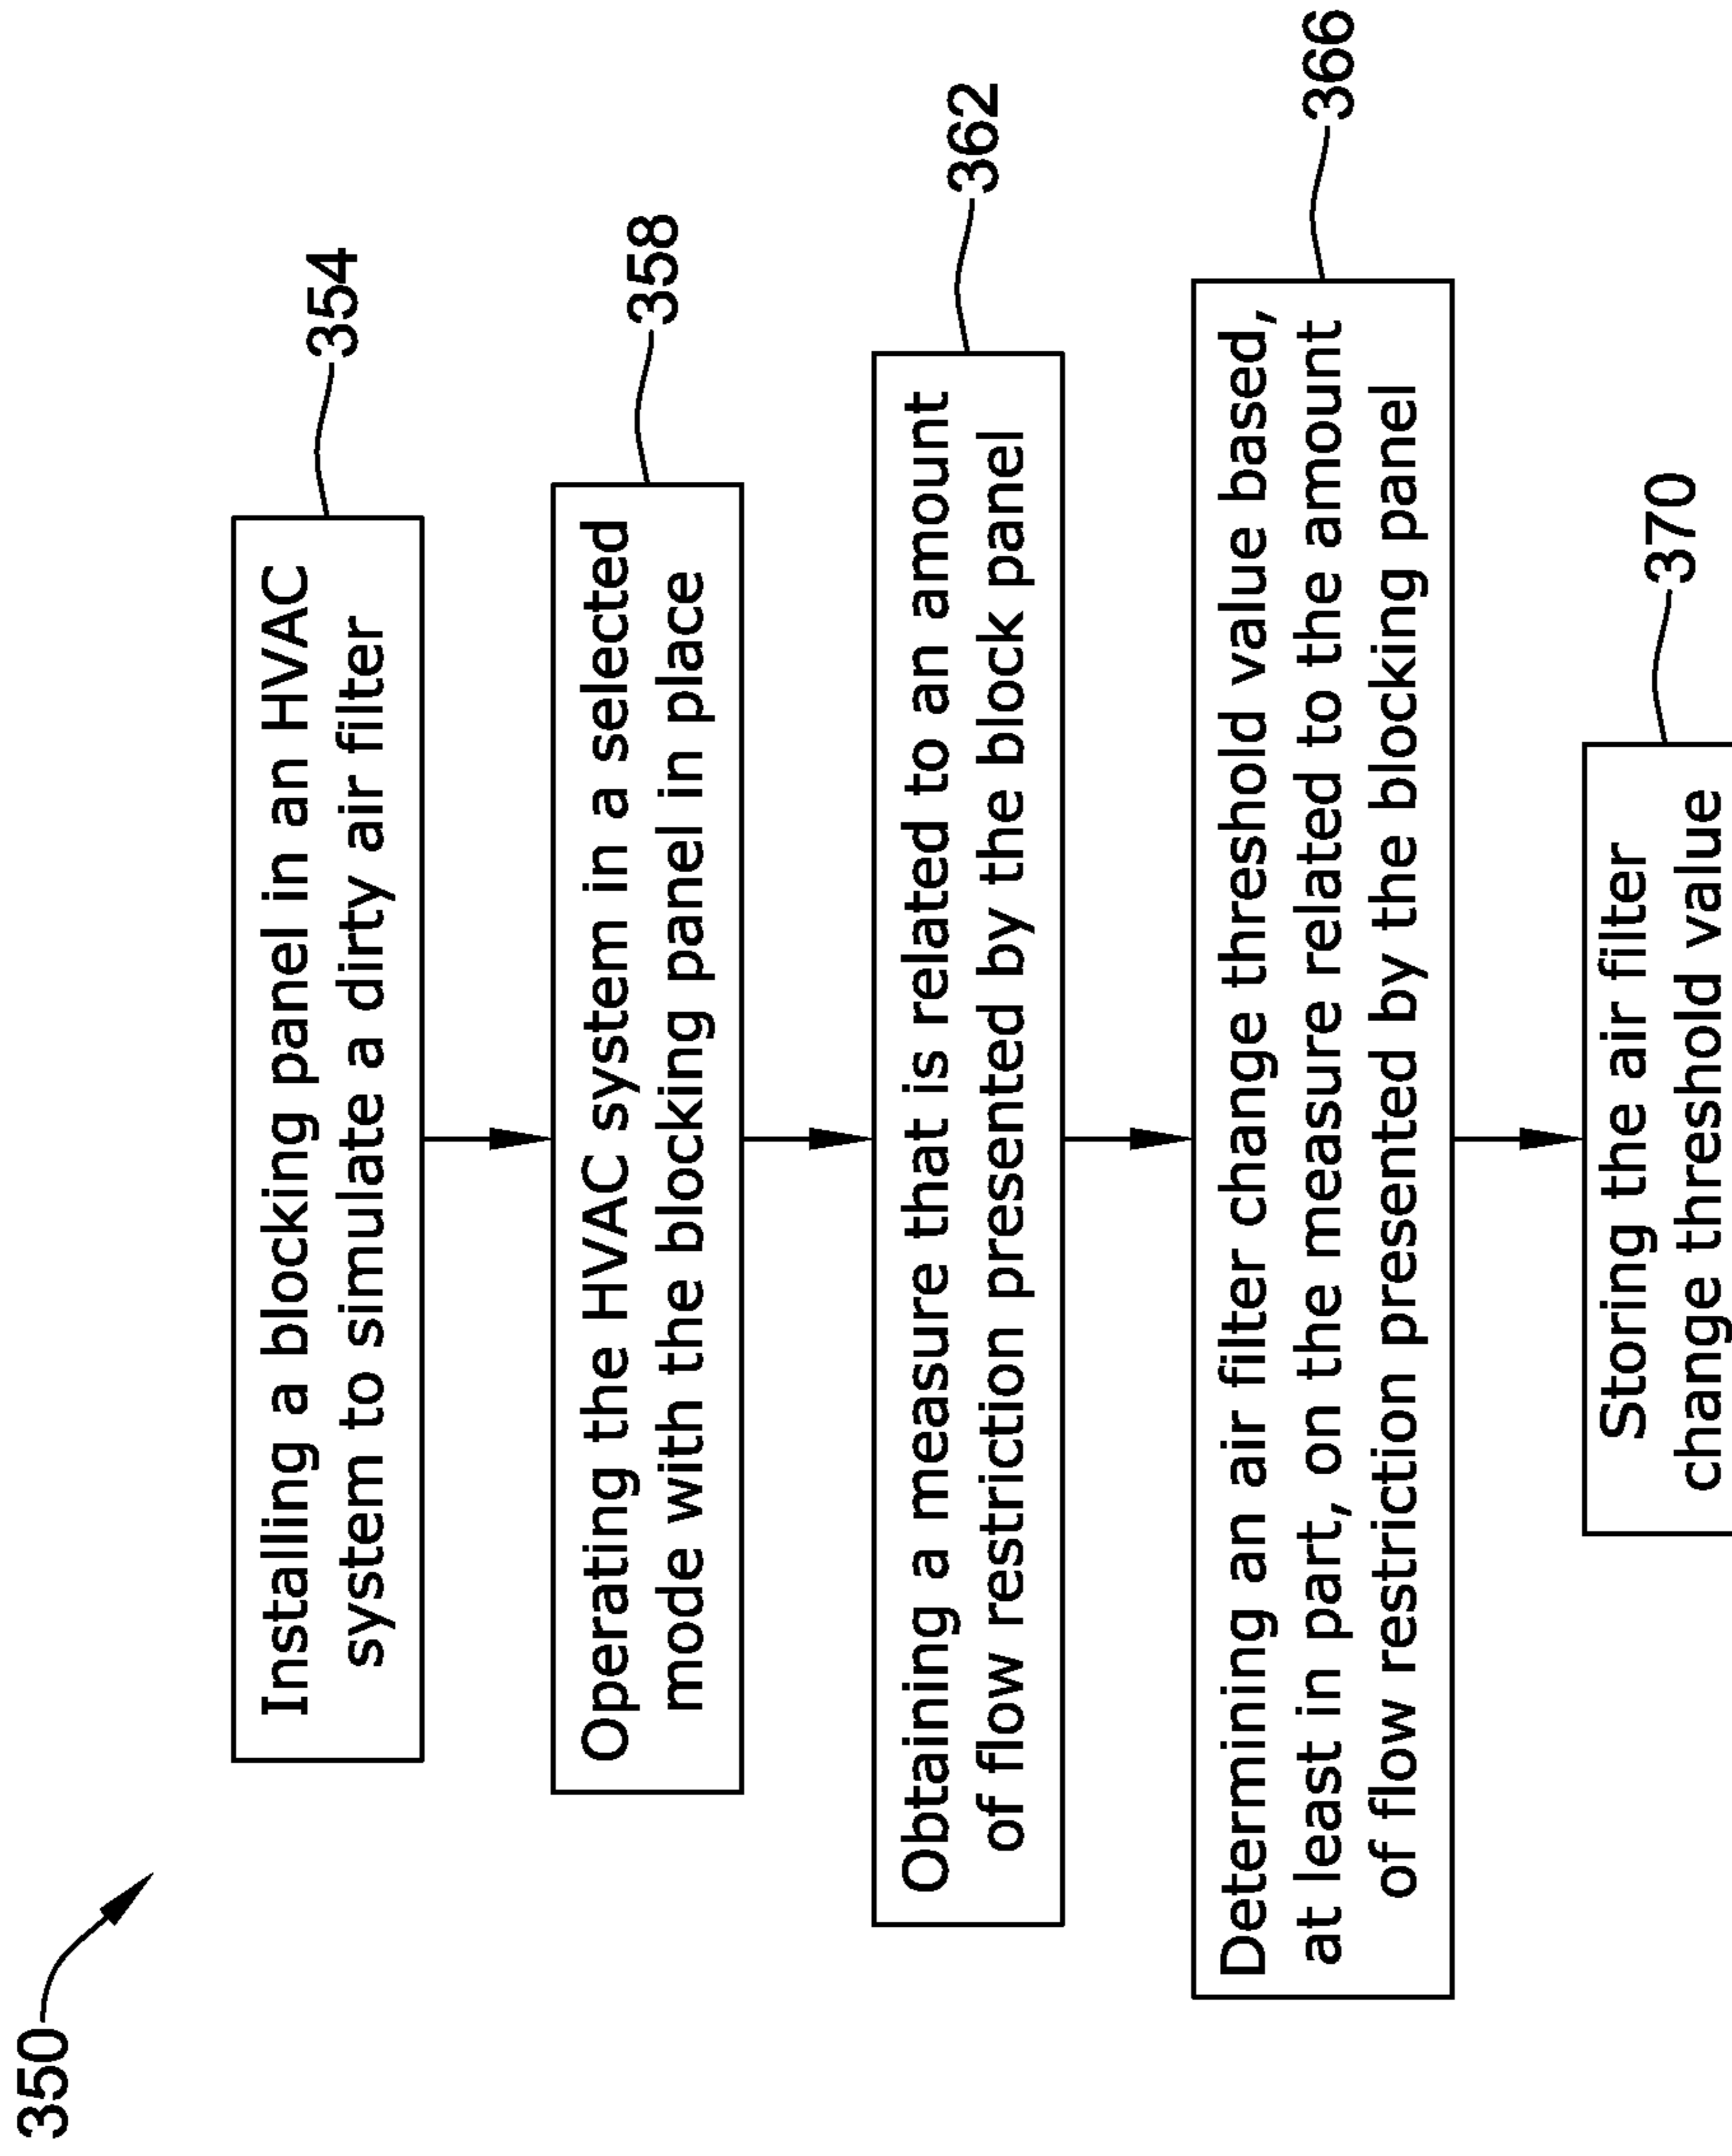 350
Installing a blocking panel in an HVAC
system to simulate a dirty air filter
354
Operating the HVAC system in a selected
mode with the blocking panel in place
358
Obtaining a measure that is related to an amount
of flow restriction presented by the block panel
362
Determining an air filter change threshold value based,
at least in part, on the measure related to the amount
of flow restriction presented by the blocking panel
366
Storing the air filter
change threshold value
370